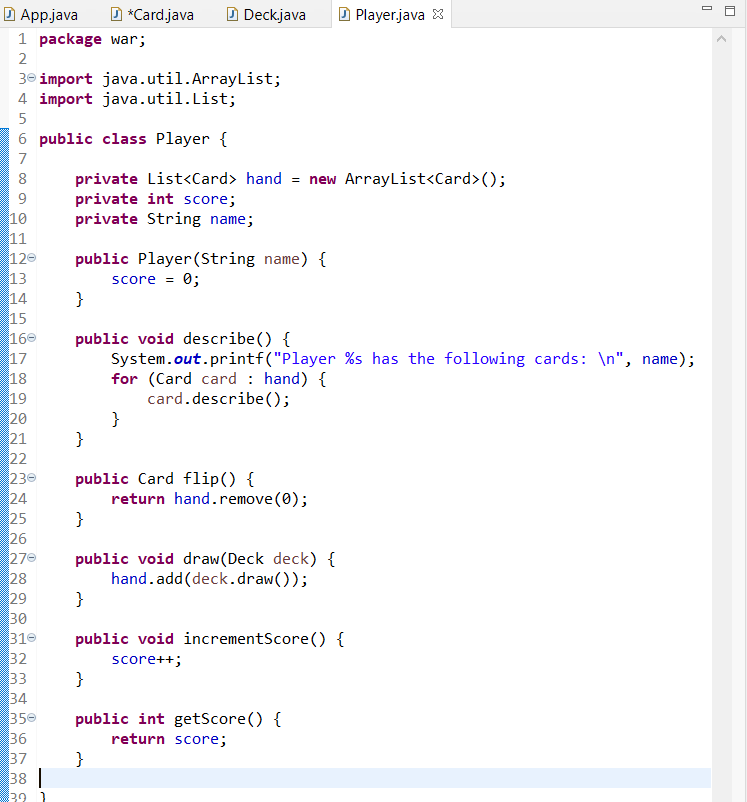 App.java *Card.java Deck.java Player.java
1 package war;
2
3 import java.util.ArrayList;
4 import java.util.List;
5
6 public class Player {
7
8     private List<Card> hand = new ArrayList<Card>();
9     private int score;
10     private String name;
11
12     public Player(String name) {
13         score = 0;
14     }
15
16     public void describe() {
17         System.out.printf("Player %s has the following cards: \n", name);
18         for (Card card : hand) {
19             card.describe();
20         }
21     }
22
23     public Card flip() {
24         return hand.remove(0);
25     }
26
27     public void draw(Deck deck) {
28         hand.add(deck.draw());
29     }
30
31     public void incrementScore() {
32         score++;
33     }
34
35     public int getScore() {
36         return score;
37     }
38
39 }